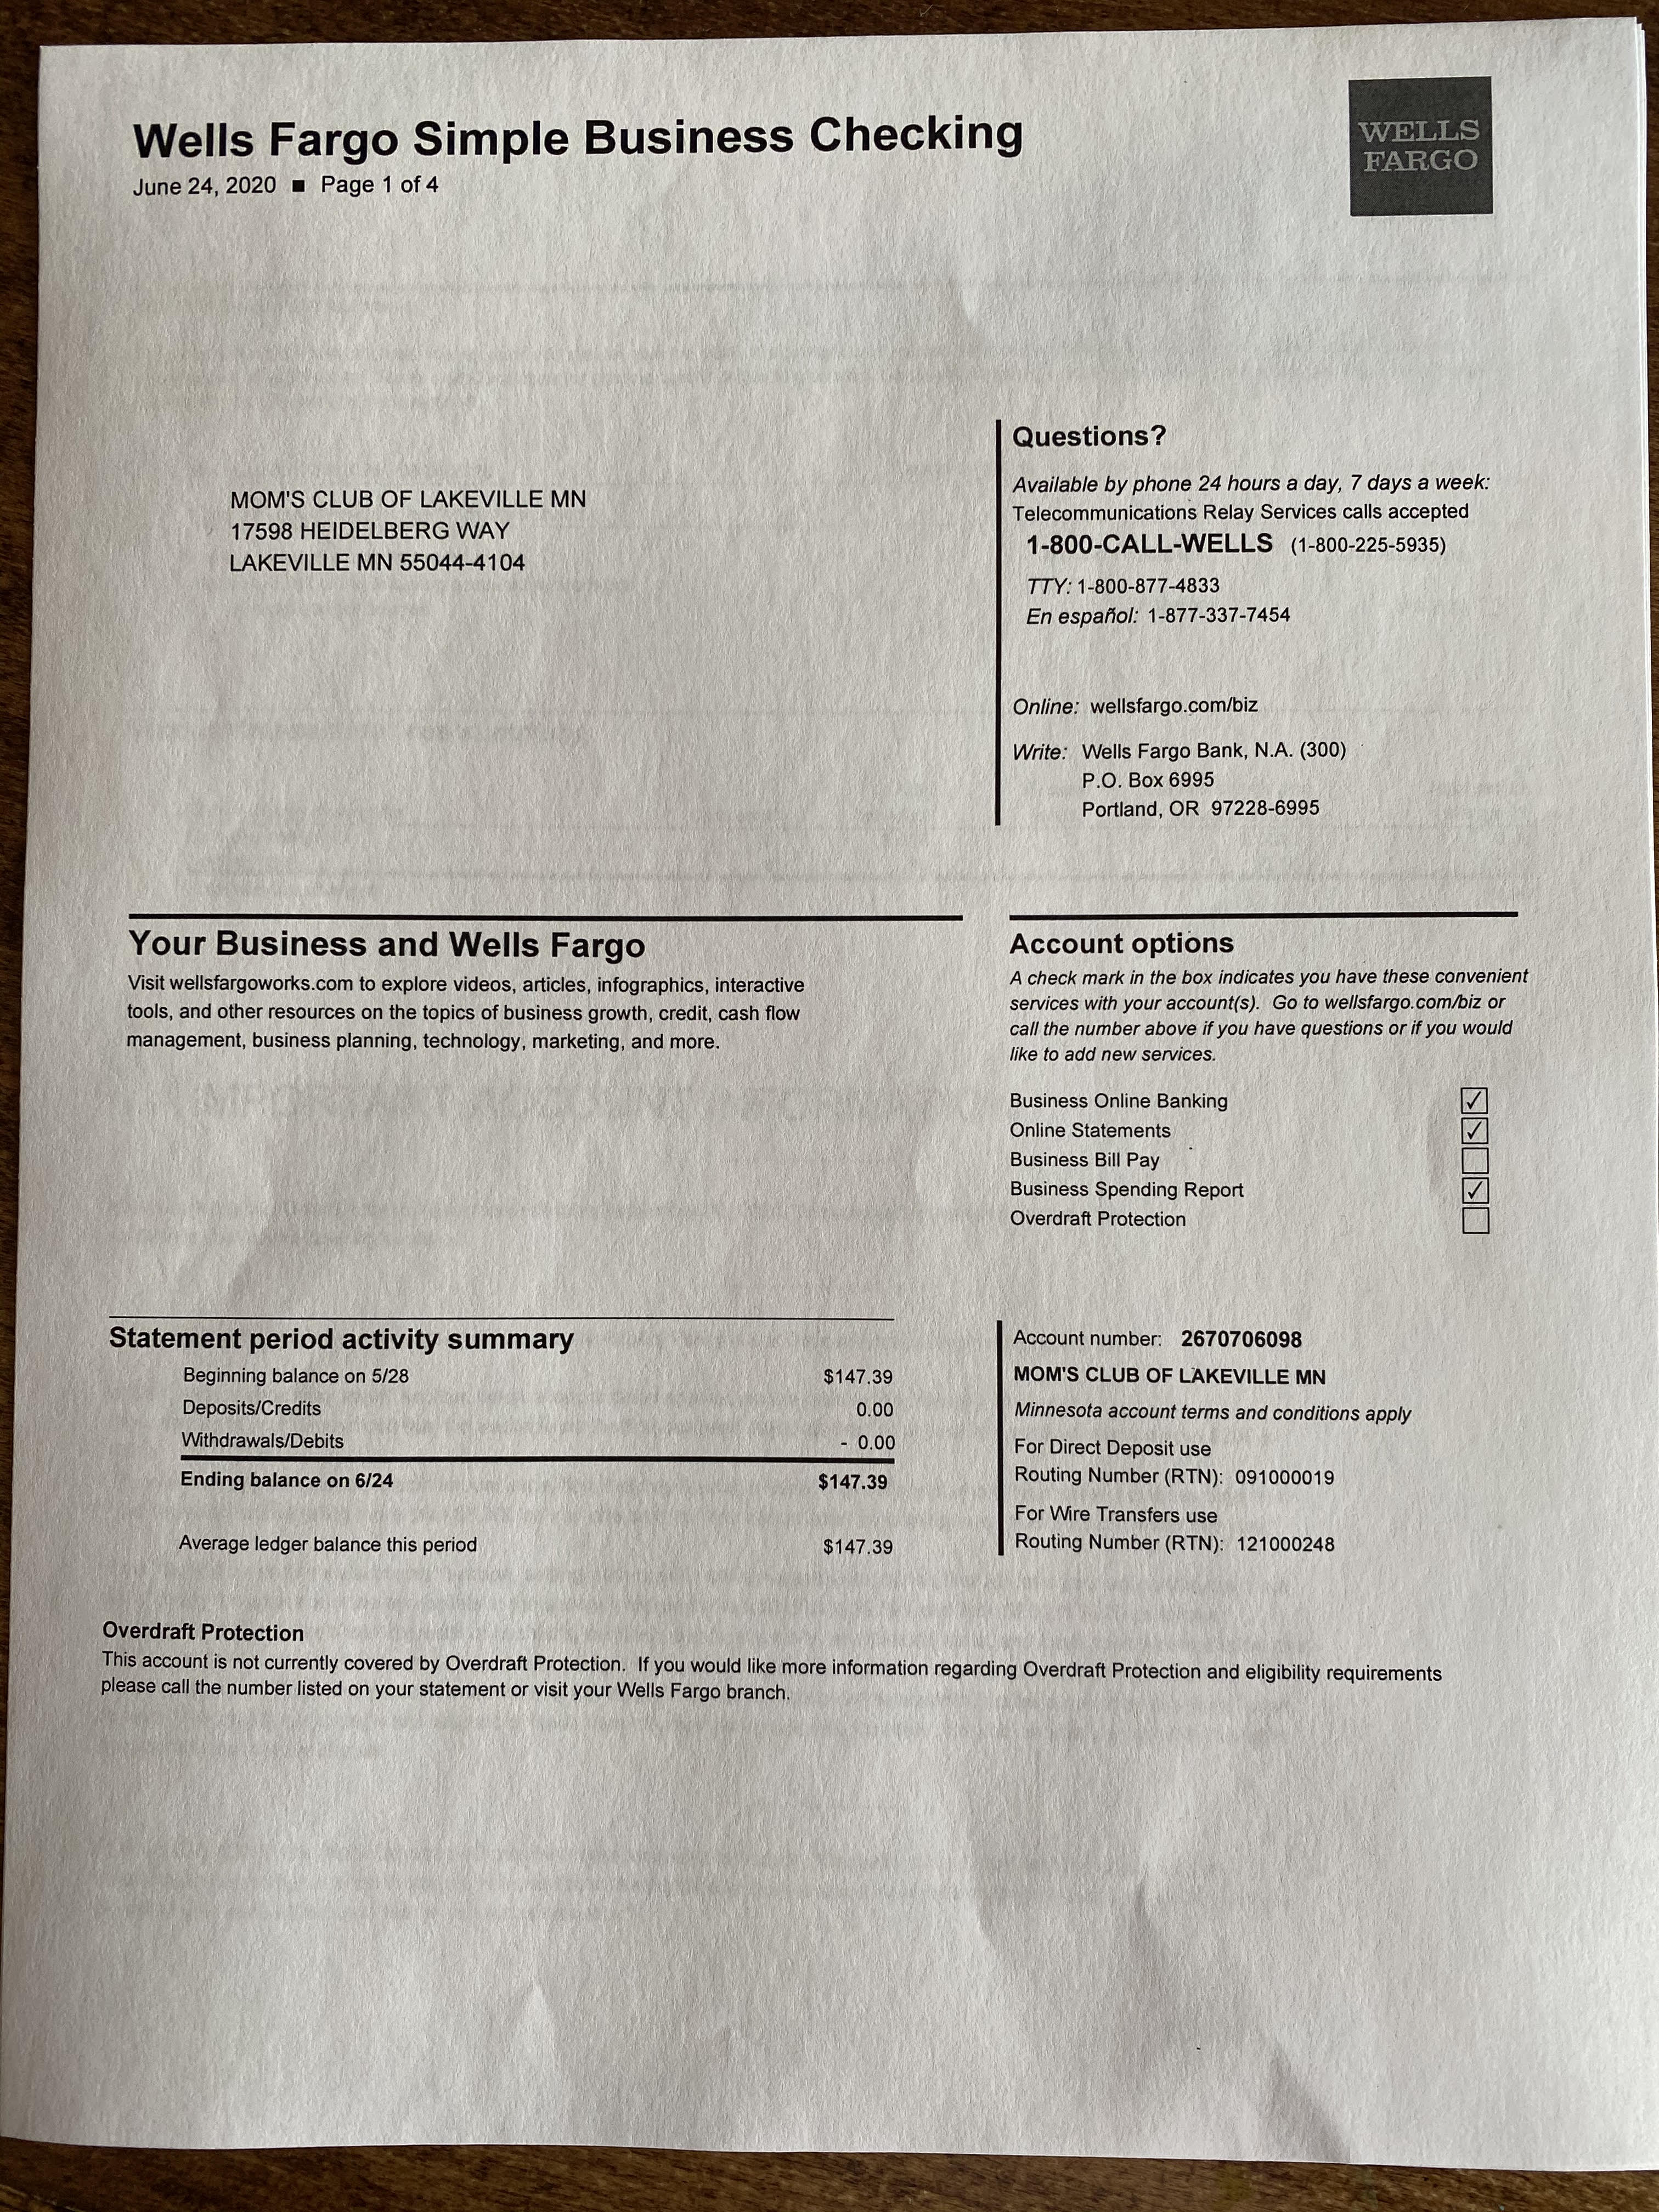 Wells Fargo Simple Business Checking
June 24, 2020 ■ Page 1 of 4
WELLS
FARGO
MOM'S CLUB OF LAKEVILLE MN
17598 HEIDELBERG WAY
LAKEVILLE MN 55044-4104
Questions?
Available by phone 24 hours a day, 7 days a week:
Telecommunications Relay Services calls accepted
1-800-CALL-WELLS (1-800-225-5935)
TTY: 1-800-877-4833
En español: 1-877-337-7454
Online: wellsfargo.com/biz
Write: Wells Fargo Bank, N.A. (300)
P.O. Box 6995
Portland, OR 97228-6995
Your Business and Wells Fargo
Visit wellsfargoworks.com to explore videos, articles, infographics, interactive
tools, and other resources on the topics of business growth, credit, cash flow
management, business planning, technology, marketing, and more.
Account options
A check mark in the box indicates you have these convenient
services with your account(s). Go to wellsfargo.com/biz or
call the number above if you have questions or if you would
like to add new services.
Business Online Banking ✓
Online Statements ✓
Business Bill Pay
Business Spending Report ✓
Overdraft Protection
Statement period activity summary
Beginning balance on 5/28 $147.39
Deposits/Credits 0.00
Withdrawals/Debits - 0.00
Ending balance on 6/24 $147.39
Average ledger balance this period $147.39
Account number: 2670706098
MOM'S CLUB OF LAKEVILLE MN
Minnesota account terms and conditions apply
For Direct Deposit use
Routing Number (RTN): 091000019
For Wire Transfers use
Routing Number (RTN): 121000248
Overdraft Protection
This account is not currently covered by Overdraft Protection. If you would like more information regarding Overdraft Protection and eligibility requirements
please call the number listed on your statement or visit your Wells Fargo branch.